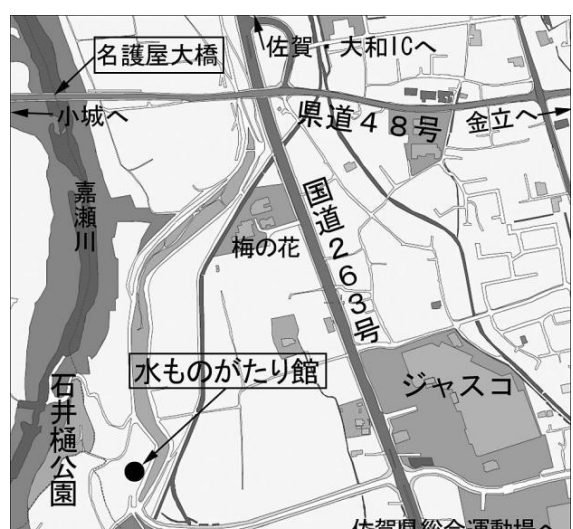 名護屋大橋
佐賀・大和ICへ
小城へ
県道48号
金立へ
嘉瀬川
国道263号
梅の花
水ものがたり館
ジャスコ
石井樋公園
佐賀県総合運動場へ